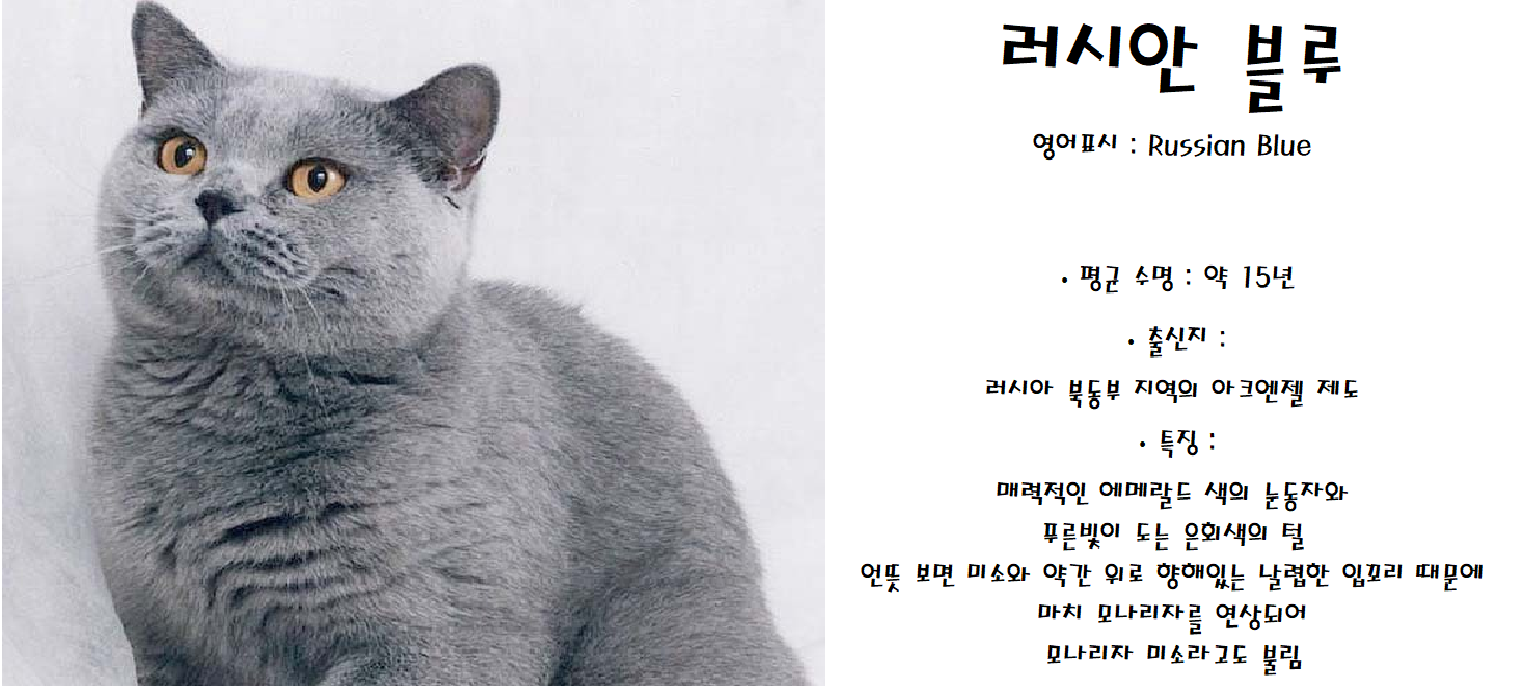 러시안 블루
영어표시 : Russian Blue
• 평균 수명 : 약 15년
• 출신지 :
러시아 북동부 지역의 아크엔젤 제도
• 특징 :
매력적인 에메랄드 색의 눈동자와
푸른빛이 도는 은회색의 털
언뜻 보면 미소와 약간 위로 향해있는 날렵한 입꼬리 때문에
마치 모나리자를 연상되어
모나리자 미소라고도 불림